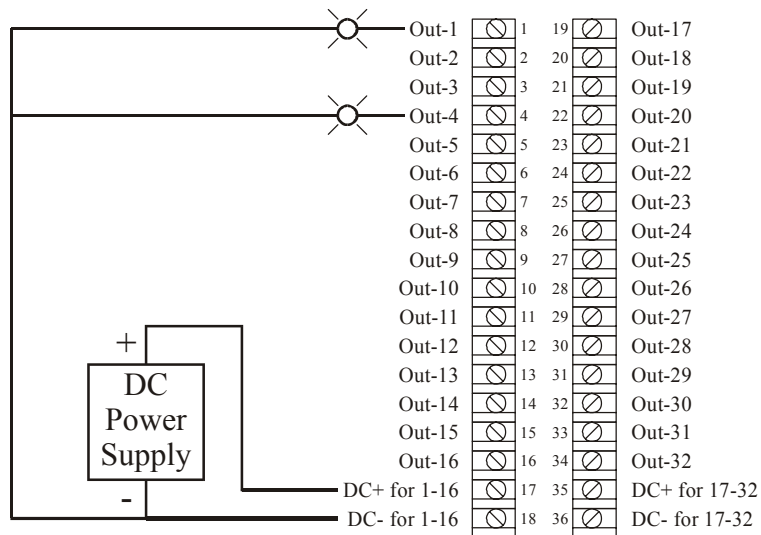 Out-1 1 19 Out-17
Out-2 2 20 Out-18
Out-3 3 21 Out-19
Out-4 4 22 Out-20
Out-5 5 23 Out-21
Out-6 6 24 Out-22
Out-7 7 25 Out-23
Out-8 8 26 Out-24
Out-9 9 27 Out-25
Out-10 10 28 Out-26
Out-11 11 29 Out-27
+ Out-12 12 30 Out-28
DC Out-13 13 31 Out-29
Power Out-14 14 32 Out-30
Supply Out-15 15 33 Out-31
Out-16 16 34 Out-32
- DC+ for 1-16 17 35 DC+ for 17-32
DC- for 1-16 18 36 DC- for 17-32